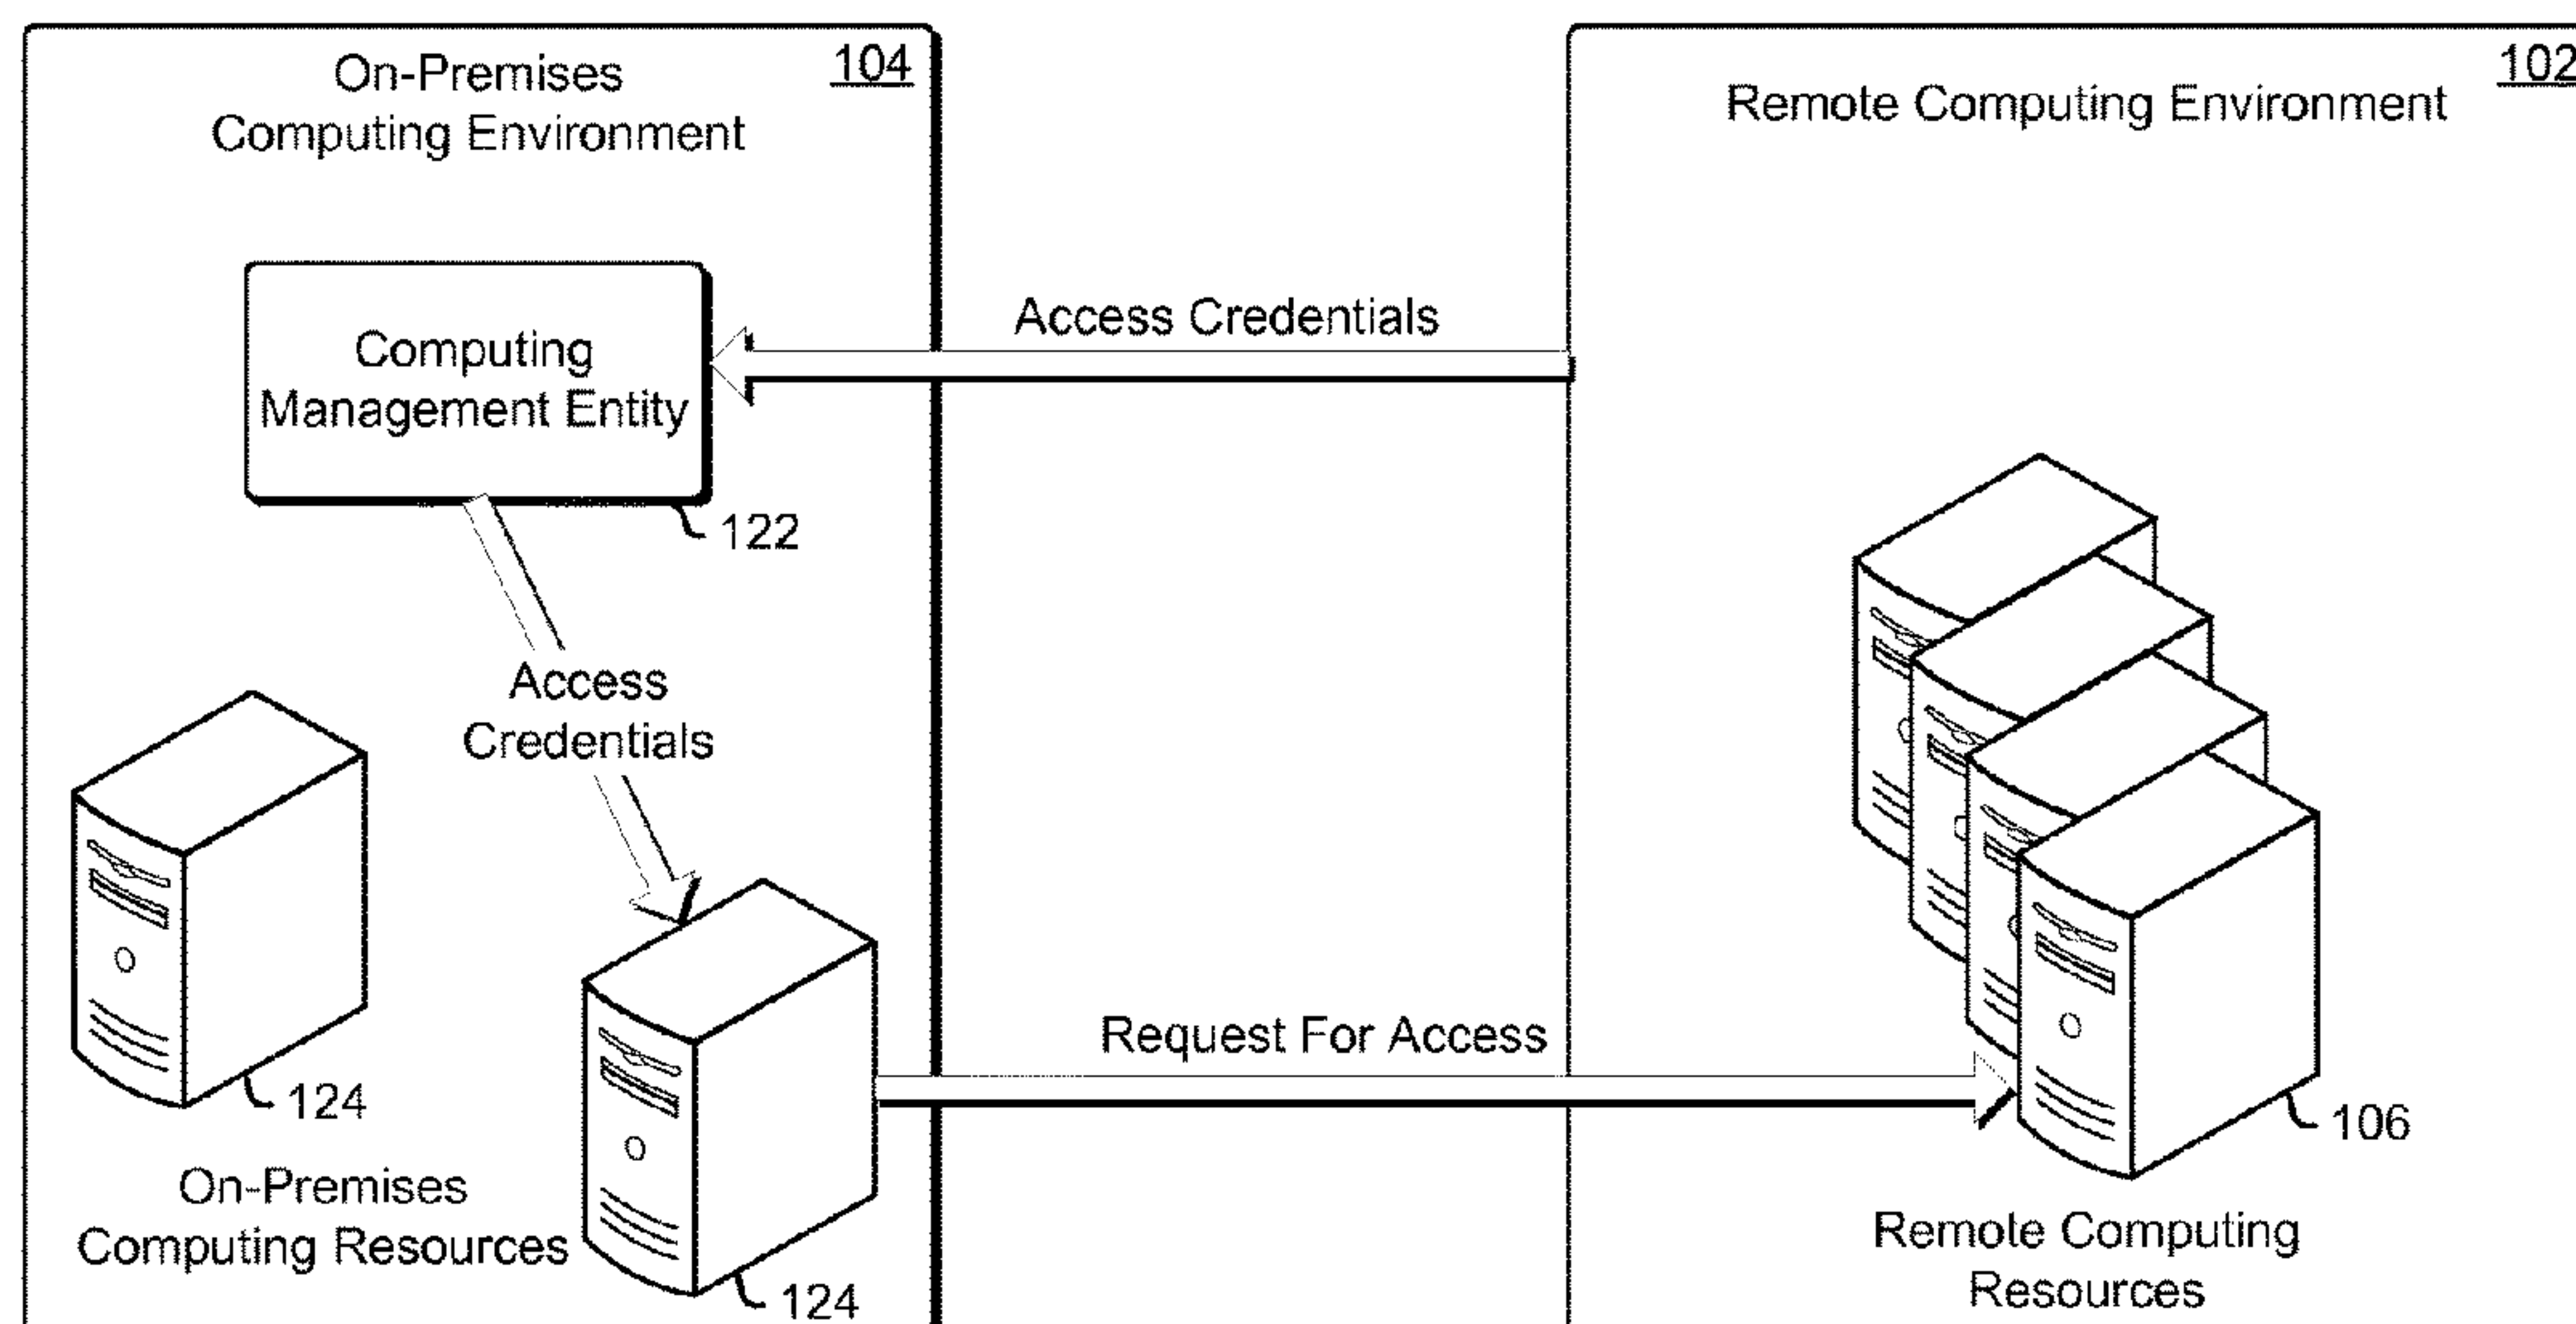 On-Premises
Computing Environment
104
Remote Computing Environment
102
Access Credentials
Computing
Management Entity
122
Access
Credentials
124
On-Premises
Computing Resources
124
Request For Access
106
Remote Computing
Resources